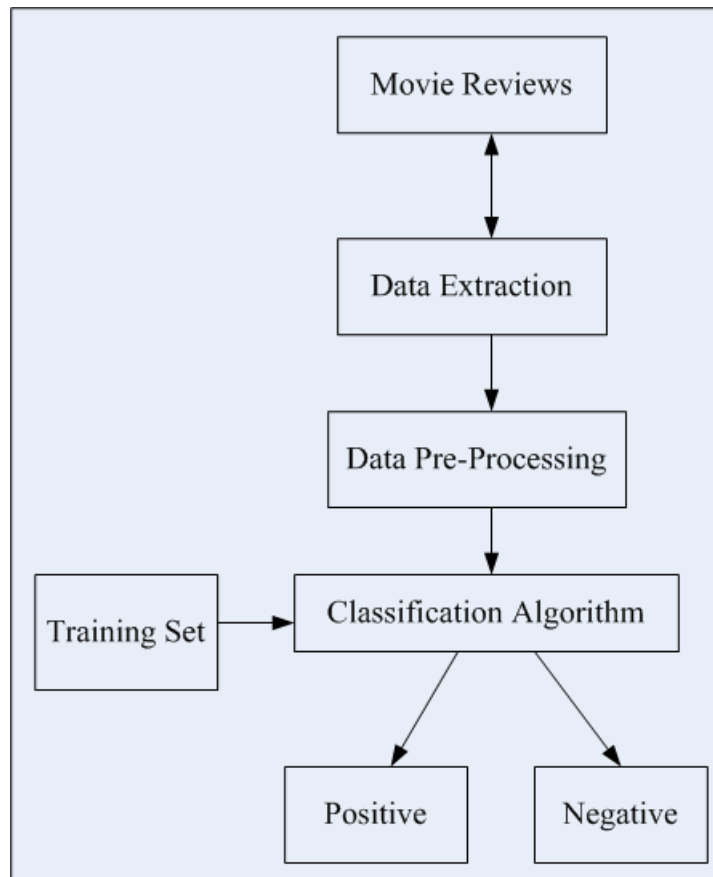 Movie Reviews
Data Extraction
Data Pre-Processing
Training Set
Classification Algorithm
Positive
Negative